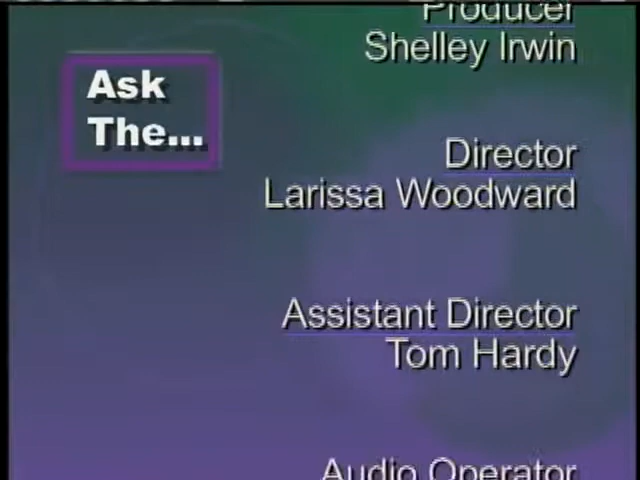 Producer
Shelley Irwin
Ask
The...
Director
Larissa Woodward
Assistant Director
Tom Hardy
Audio Operator